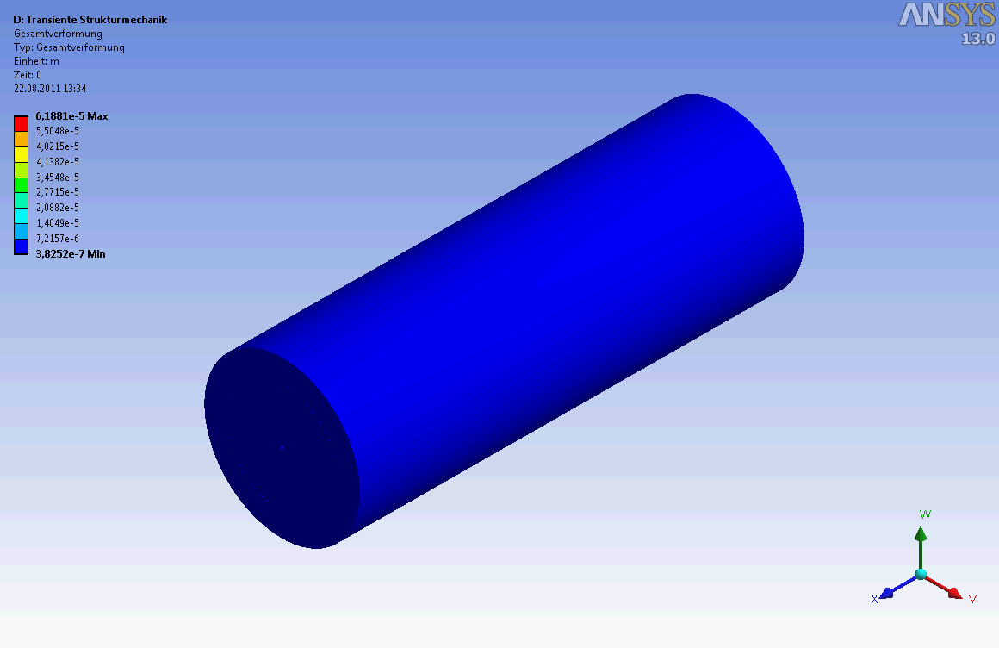 D: Transiente Strukturmechanik
Gesamtverformung
Typ: Gesamtverformung
Einheit: m
Zeit: 0
22.08.2011 13:34
ANSYS
13.0
6,1881e-5 Max
5,5048e-5
4,8215e-5
4,1382e-5
3,4548e-5
2,7715e-5
2,0882e-5
1,4049e-5
7,2157e-6
3,8252e-7 Min
W
X
V